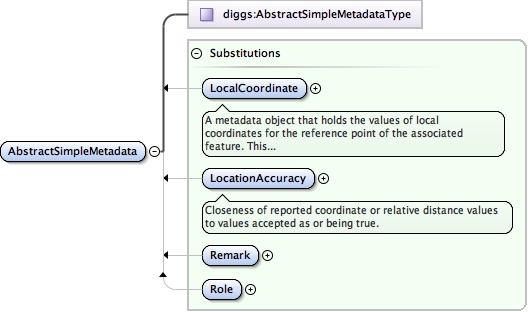 diggs:AbstractSimpleMetadataType
Substitutions
LocalCoordinate
A metadata object that holds the values of local
coordinates for the reference point of the associated
feature. This...
AbstractSimpleMetadata
LocationAccuracy
Closeness of reported coordinate or relative distance values
to values accepted as or being true.
Remark
Role